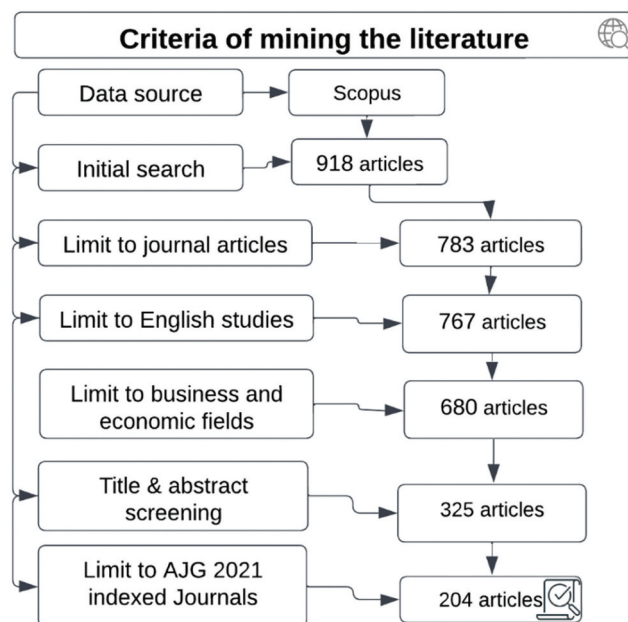 Criteria of mining the literature
Data source
Scopus
Initial search
918 articles
Limit to journal articles
783 articles
Limit to English studies
767 articles
Limit to business and
economic fields
680 articles
Title & abstract
screening
325 articles
Limit to AJG 2021
indexed Journals
204 articles